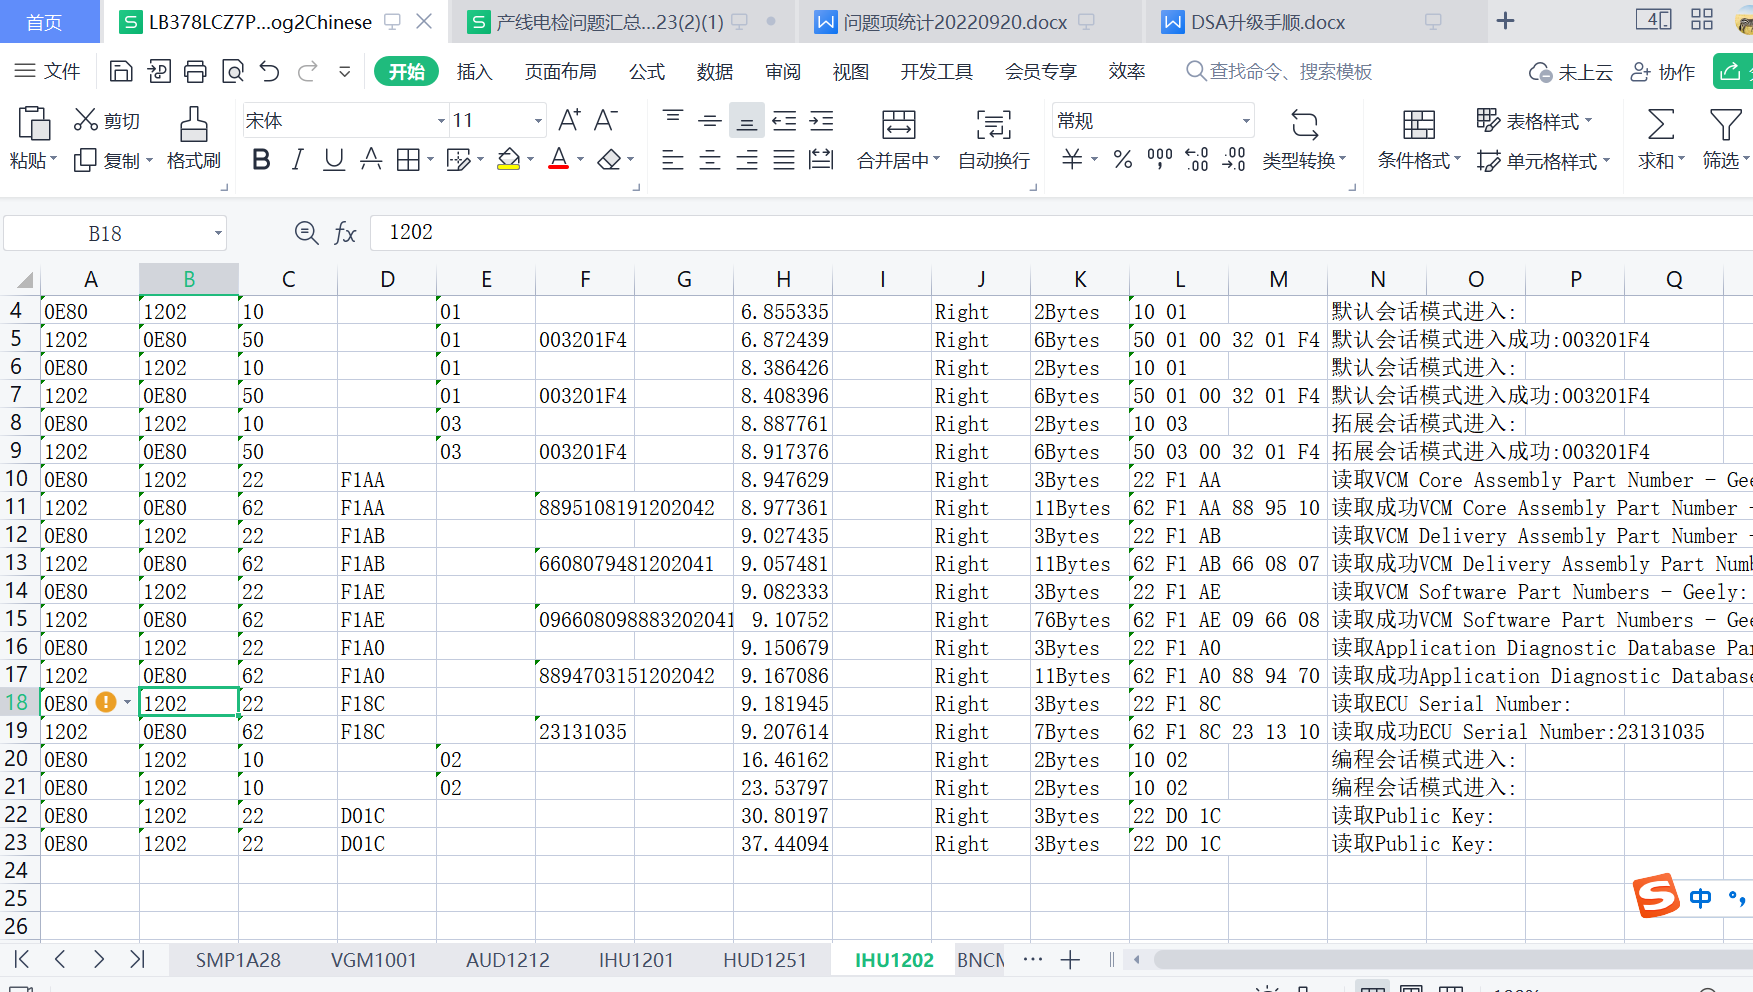 首页 LB378LCZ7P...og2Chinese 产线电检问题汇总...23(2)(1) 问题项统计20220920.docx DSA升级手顺.docx
文件 开始 插入 页面布局 公式 数据 审阅 视图 开发工具 会员专享 效率 查找命令、搜索模板 未上云 协作
剪切 宋体 11 常规 表格样式
粘贴 复制 格式刷 合并居中 自动换行 类型转换 条件格式 单元格样式 求和 筛选
B18 fx 1202
A B C D E F G H I J K L M N O P Q
4 0E80 1202 10 01 6.855335 Right 2Bytes 10 01 默认会话模式进入:
5 1202 0E80 50 01 003201F4 6.872439 Right 6Bytes 50 01 00 32 01 F4 默认会话模式进入成功:003201F4
6 0E80 1202 10 01 8.386426 Right 2Bytes 10 01 默认会话模式进入:
7 1202 0E80 50 01 003201F4 8.408396 Right 6Bytes 50 01 00 32 01 F4 默认会话模式进入成功:003201F4
8 0E80 1202 10 03 8.887761 Right 2Bytes 10 03 拓展会话模式进入:
9 1202 0E80 50 03 003201F4 8.917376 Right 6Bytes 50 03 00 32 01 F4 拓展会话模式进入成功:003201F4
10 0E80 1202 22 F1AA 8.947629 Right 3Bytes 22 F1 AA 读取VCM Core Assembly Part Number - Gee
11 1202 0E80 62 F1AA 8895108191202042 8.977361 Right 11Bytes 62 F1 AA 88 95 10 读取成功VCM Core Assembly Part Number -
12 0E80 1202 22 F1AB 9.027435 Right 3Bytes 22 F1 AB 读取VCM Delivery Assembly Part Number -
13 1202 0E80 62 F1AB 6608079481202041 9.057481 Right 11Bytes 62 F1 AB 66 08 07 读取成功VCM Delivery Assembly Part Numb
14 0E80 1202 22 F1AE 9.082333 Right 3Bytes 22 F1 AE 读取VCM Software Part Numbers - Geely:
15 1202 0E80 62 F1AE 096608098883202041 9.10752 Right 76Bytes 62 F1 AE 09 66 08 读取成功VCM Software Part Numbers - Gee
16 0E80 1202 22 F1A0 9.150679 Right 3Bytes 22 F1 A0 读取Application Diagnostic Database Par
17 1202 0E80 62 F1A0 8894703151202042 9.167086 Right 11Bytes 62 F1 A0 88 94 70 读取成功Application Diagnostic Database
18 0E80 1202 22 F18C 9.181945 Right 3Bytes 22 F1 8C 读取ECU Serial Number:
19 1202 0E80 62 F18C 23131035 9.207614 Right 7Bytes 62 F1 8C 23 13 10 读取成功ECU Serial Number:23131035
20 0E80 1202 10 02 16.46162 Right 2Bytes 10 02 编程会话模式进入:
21 0E80 1202 10 02 23.53797 Right 2Bytes 10 02 编程会话模式进入:
22 0E80 1202 22 D01C 30.80197 Right 3Bytes 22 D0 1C 读取Public Key:
23 0E80 1202 22 D01C 37.44094 Right 3Bytes 22 D0 1C 读取Public Key:
24
25
26
中
SMP1A28 VGM1001 AUD1212 IHU1201 HUD1251 IHU1202 BNCM ···